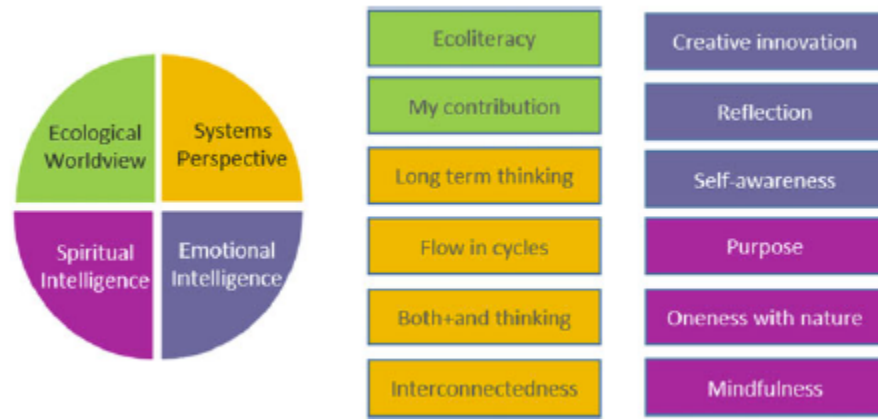 Ecological
Worldview
Systems
Perspective
Spiritual
Intelligence
Emotional
Intelligence
Ecoliteracy
My contribution
Long term thinking
Flow in cycles
Both+and thinking
Interconnectedness
Creative innovation
Reflection
Self-awareness
Purpose
Oneness with nature
Mindfulness